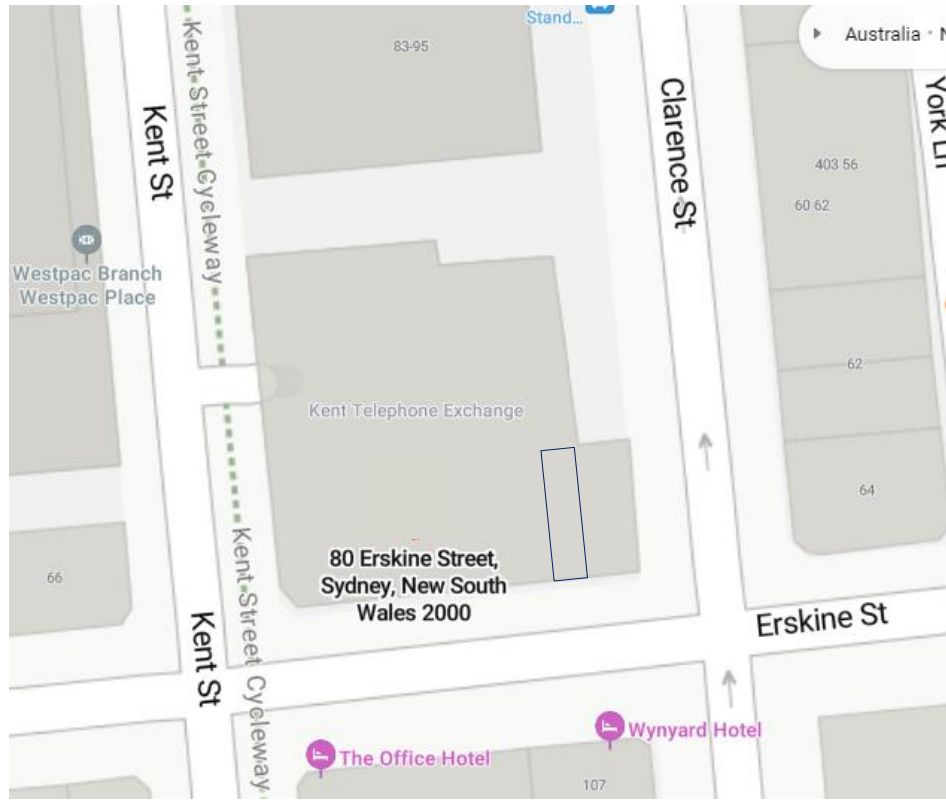 Stand...
Australia
83-95
Kent Street Cycleway
Kent St
Clarence St
York Ln
403 56
60 62
Westpac Branch
Westpac Place
62
Kent Telephone Exchange
64
80 Erskine Street,
Sydney, New South
Wales 2000
66
Kent St
Kent Street Cycleway
Erskine St
Wynyard Hotel
The Office Hotel
107